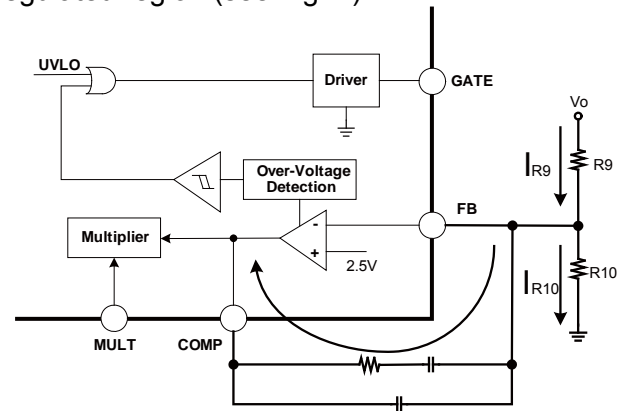 UVLO
Driver
GATE
Vo
IR9
R9
Over-Voltage
Detection
FB
Multiplier
-
+
2.5V
IR10
R10
MULT
COMP